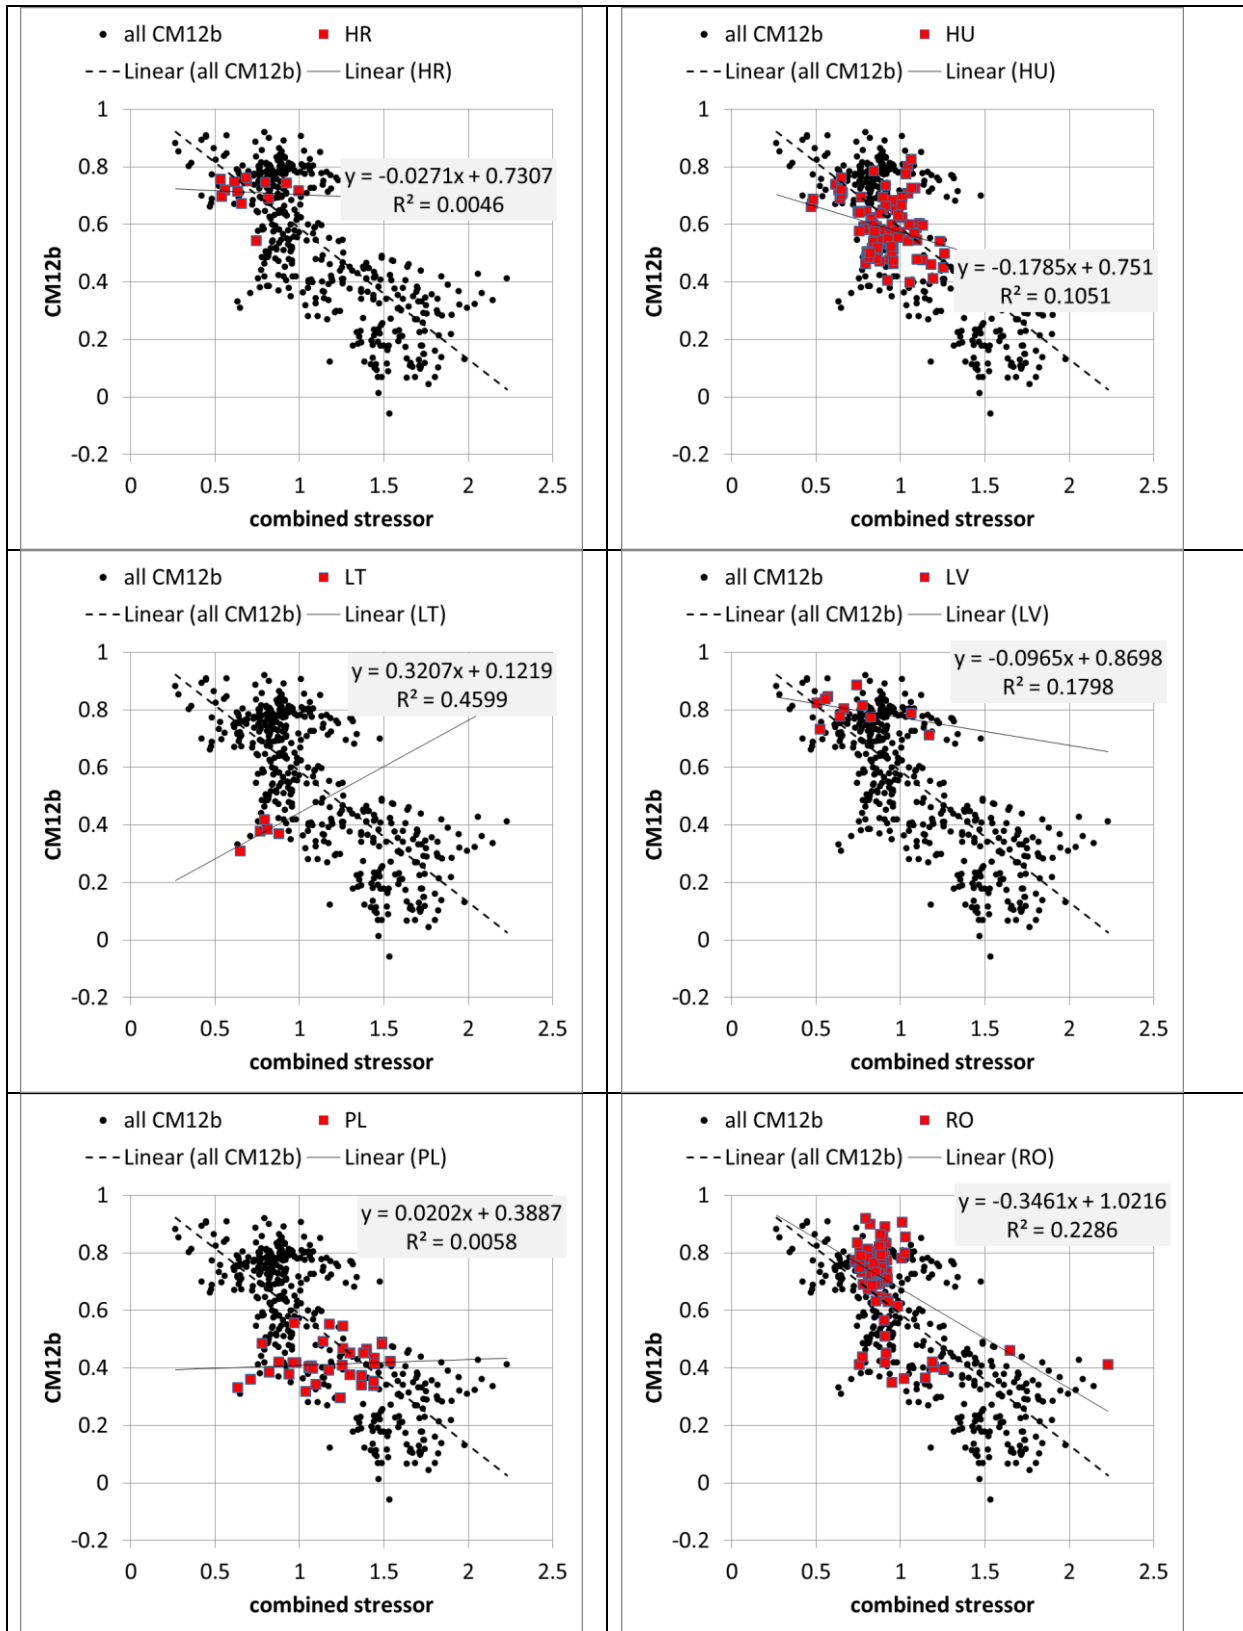 all CM12b HR
Linear (all CM12b) Linear (HR)
1
0.8
0.6
0.4
0.2
0
-0.2
CM12b
y = -0.0271x + 0.7307
R² = 0.0046
0 0.5 1 1.5 2 2.5
combined stressor
all CM12b HU
Linear (all CM12b) Linear (HU)
1
0.8
0.6
0.4
0.2
0
-0.2
CM12b
y = -0.1785x + 0.751
R² = 0.1051
0 0.5 1 1.5 2 2.5
combined stressor
all CM12b LT
Linear (all CM12b) Linear (LT)
1
0.8
0.6
0.4
0.2
0
-0.2
CM12b
y = 0.3207x + 0.1219
R² = 0.4599
0 0.5 1 1.5 2 2.5
combined stressor
all CM12b LV
Linear (all CM12b) Linear (LV)
1
0.8
0.6
0.4
0.2
0
-0.2
CM12b
y = -0.0965x + 0.8698
R² = 0.1798
0 0.5 1 1.5 2 2.5
combined stressor
all CM12b PL
Linear (all CM12b) Linear (PL)
1
0.8
0.6
0.4
0.2
0
-0.2
CM12b
y = 0.0202x + 0.3887
R² = 0.0058
0 0.5 1 1.5 2 2.5
combined stressor
all CM12b RO
Linear (all CM12b) Linear (RO)
1
0.8
0.6
0.4
0.2
0
-0.2
CM12b
y = -0.3461x + 1.0216
R² = 0.2286
0 0.5 1 1.5 2 2.5
combined stressor